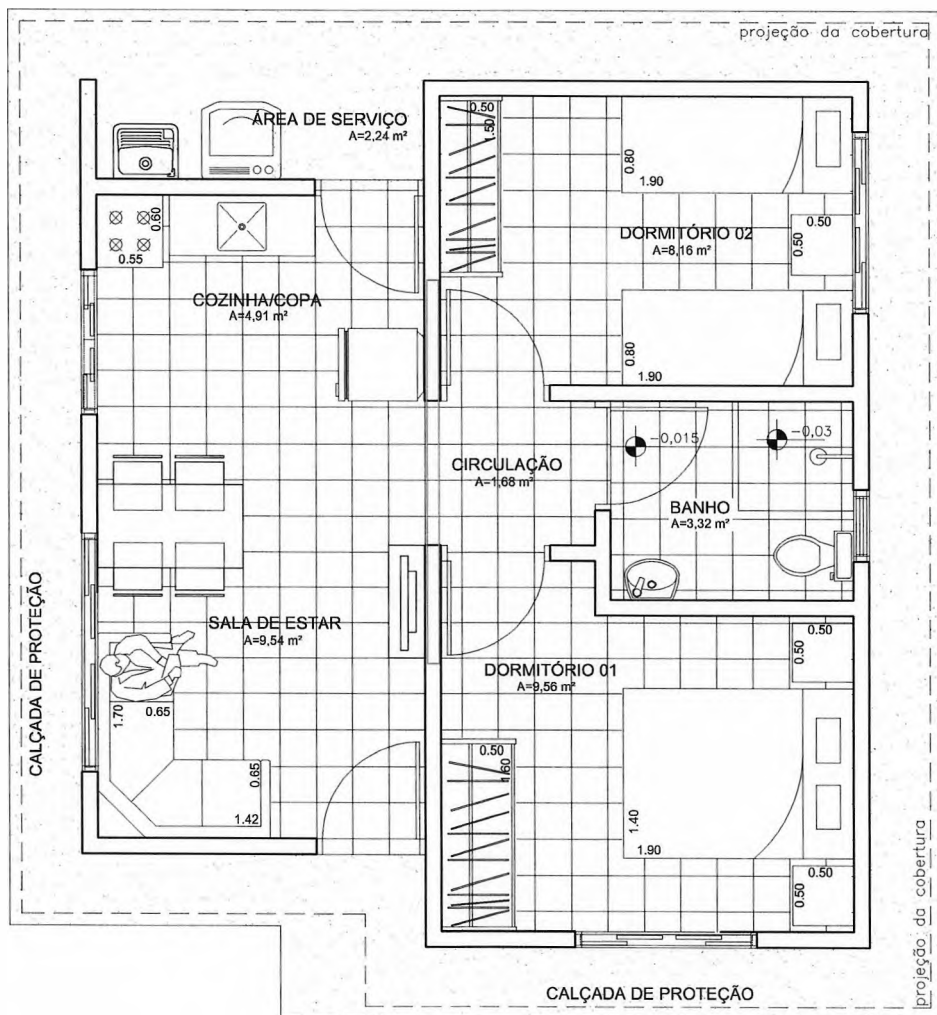 projeção da cobertura
ÁREA DE SERVIÇO
A=2,24 m²
0.50
1.50
0.80
1.90
DORMITÓRIO 02
A=8,16 m²
0.50
0.50
0.60
0.55
COZINHA/COPA
A=4,91 m²
0.80
1.90
-0,015
-0,03
CIRCULAÇÃO
A=1,68 m²
BANHO
A=3,32 m²
SALA DE ESTAR
A=9,54 m²
0.50
0.50
DORMITÓRIO 01
A=9,56 m²
CALÇADA DE PROTEÇÃO
1.70
0.65
0.65
1.42
0.50
1.60
1.40
1.90
0.50
0.50
projeção da cobertura
CALÇADA DE PROTEÇÃO